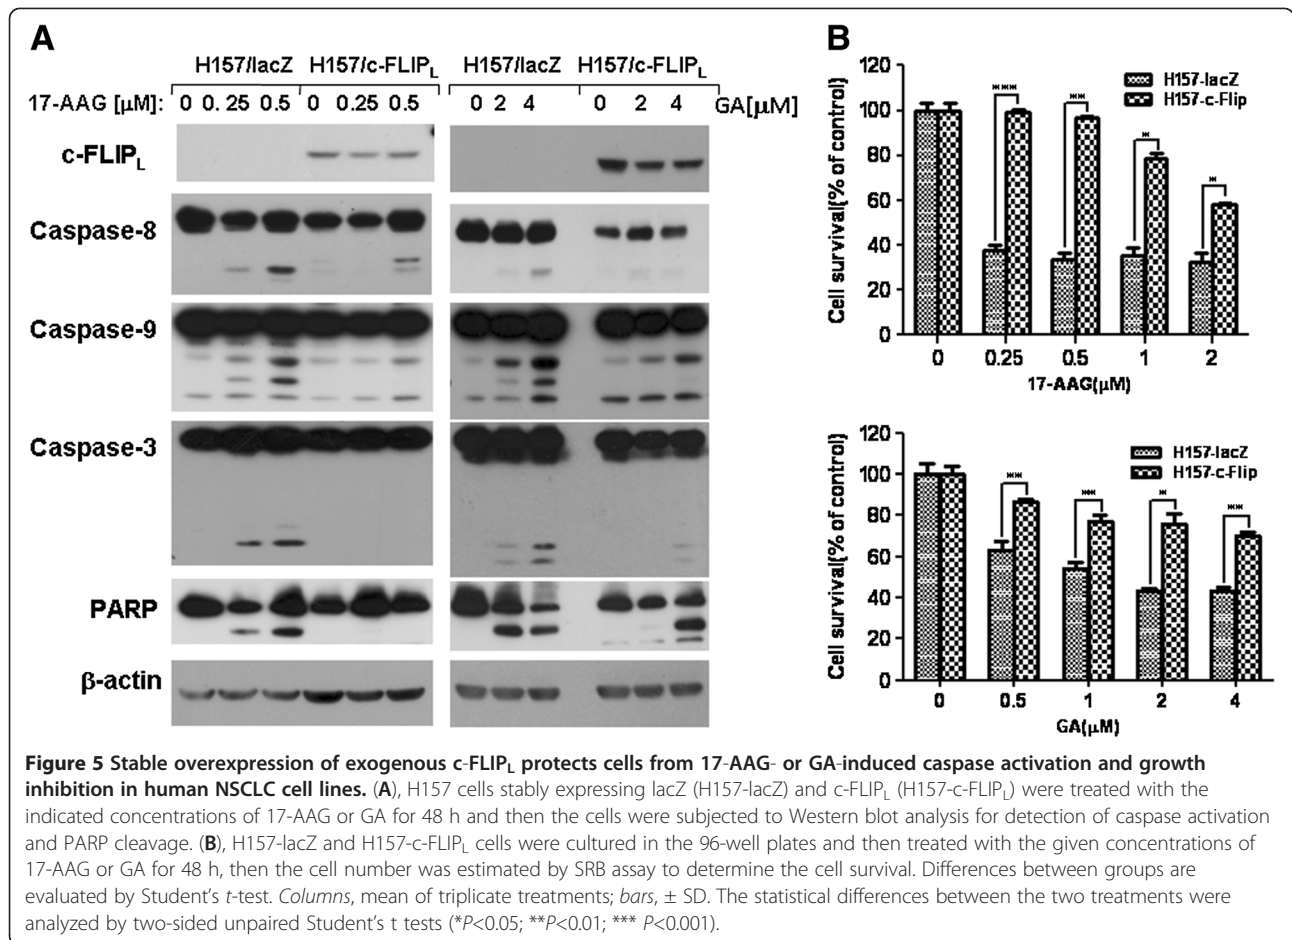 A
H157/lacZ H157/c-FLIPL H157/lacZ H157/c-FLIPL
17-AAG [µM]: 0 0. 25 0.5 0 0.25 0.5 0 2 4 0 2 4 GA[µM]
c-FLIPL
Caspase-8
Caspase-9
Caspase-3
PARP
β-actin
B
Cell survival(% of control)
120
100
80
60
40
20
0
H157-lacZ
H157-c-Flip
***
**
*
*
0 0.25 0.5 1 2
17-AAG(µM)
Cell survival(% of control)
120
100
80
60
40
20
0
H157-lacZ
H157-c-Flip
**
**
*
**
0 0.5 1 2 4
GA(µM)
Figure 5 Stable overexpression of exogenous c-FLIPL protects cells from 17-AAG- or GA-induced caspase activation and growth
inhibition in human NSCLC cell lines. (A), H157 cells stably expressing lacZ (H157-lacZ) and c-FLIPL (H157-c-FLIPL) were treated with the
indicated concentrations of 17-AAG or GA for 48 h and then the cells were subjected to Western blot analysis for detection of caspase activation
and PARP cleavage. (B), H157-lacZ and H157-c-FLIPL cells were cultured in the 96-well plates and then treated with the given concentrations of
17-AAG or GA for 48 h, then the cell number was estimated by SRB assay to determine the cell survival. Differences between groups are
evaluated by Student's t-test. Columns, mean of triplicate treatments; bars, ± SD. The statistical differences between the two treatments were
analyzed by two-sided unpaired Student's t tests (*P<0.05; **P<0.01; *** P<0.001).